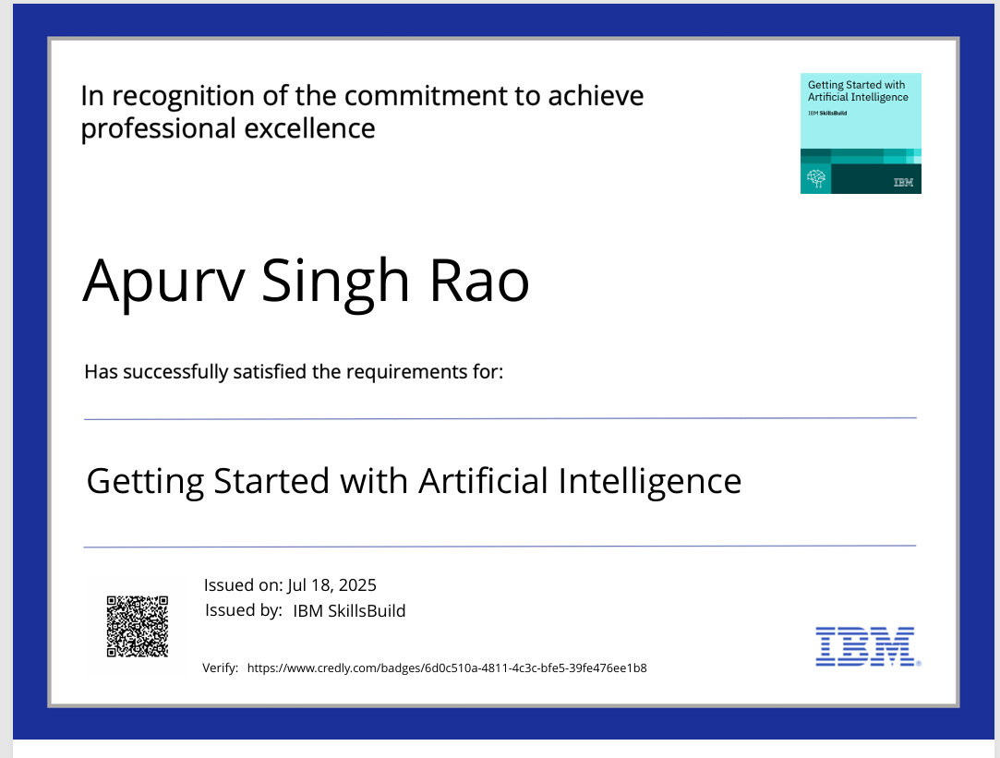 In recognition of the commitment to achieve
professional excellence
Getting Started with
Artificial Intelligence
IBM SkillsBuild
IBM
Apurv Singh Rao
Has successfully satisfied the requirements for:
Getting Started with Artificial Intelligence
Issued on: Jul 18, 2025
Issued by: IBM SkillsBuild
Verify: https://www.credly.com/badges/6d0c510a-4811-4c3c-bfe5-39fe476ee1b8
IBM®